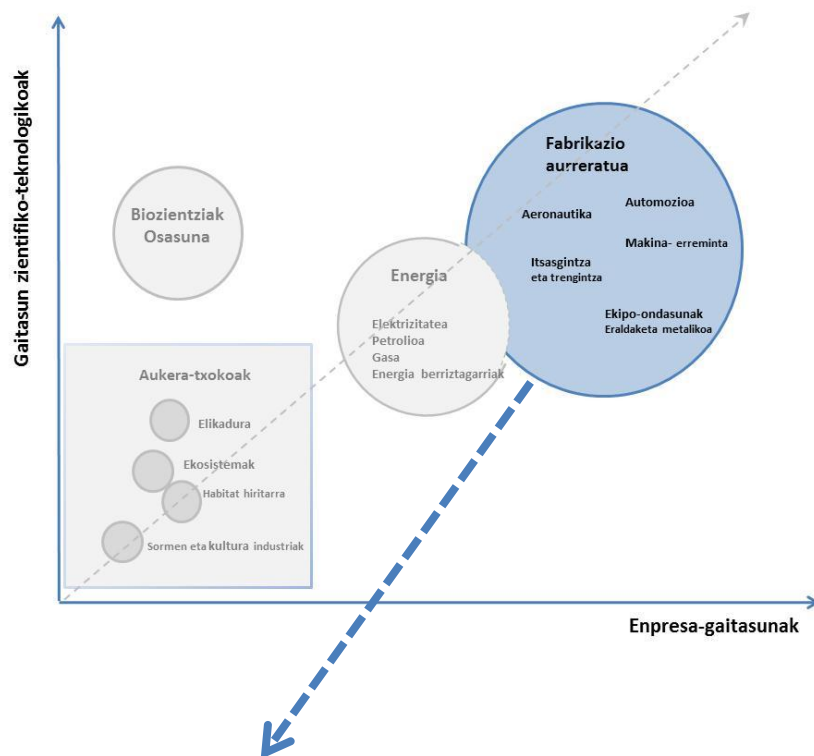 Gaitasun zientifiko-teknologikoak
Biozientziak
Osasuna
Fabrikazio
aurreratua
Aeronautika
Automozioa
Makina- erreminta
Itsasgintza
eta trengintza
Ekipo-ondasunak
Eraldaketa metalikoa
Energia
Elektrizitatea
Petrolioa
Gasa
Energia berriztagarriak
Aukera-txokoak
Elikadura
Ekosistemak
Habitat hiritarra
Sormen eta kultura industriak
Enpresa-gaitasunak